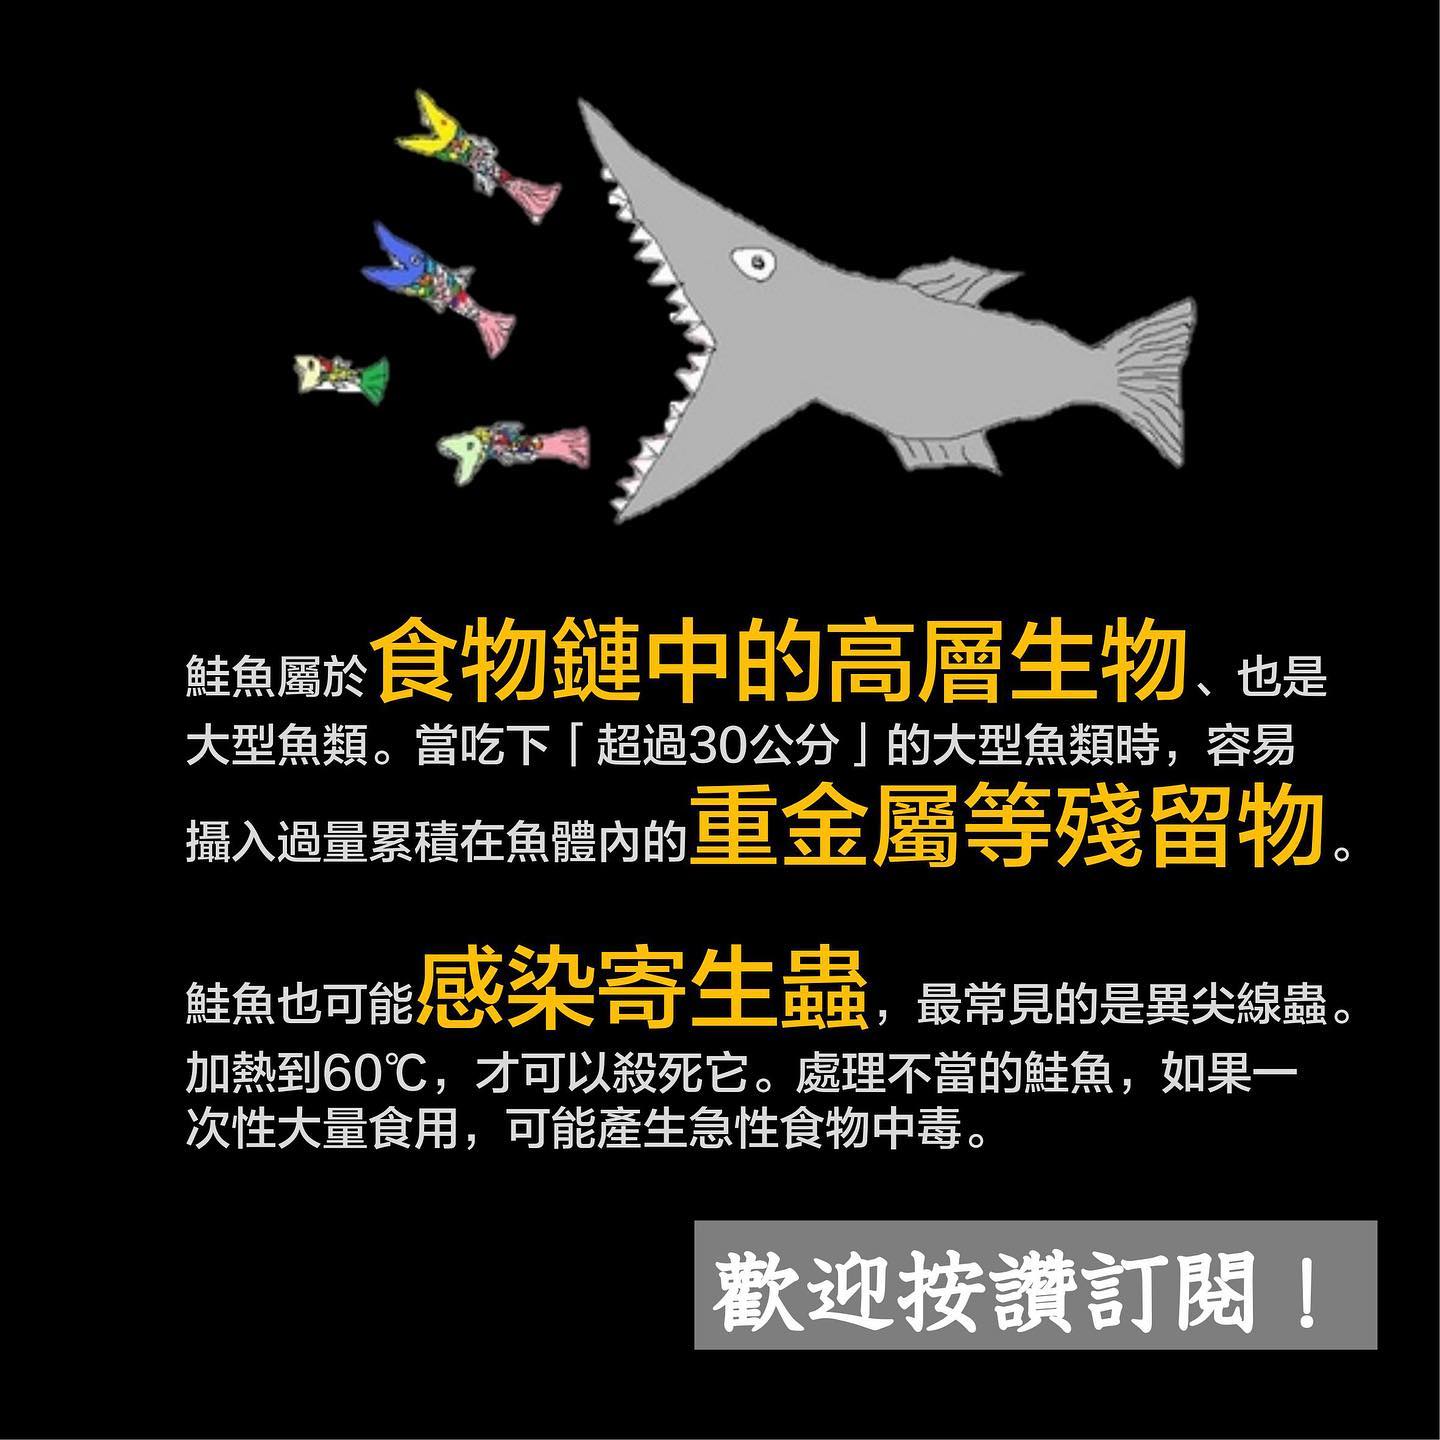 鮭魚屬於食物鏈中的高層生物、也是
大型魚類。當吃下「超過30公分」的大型魚類時，容易
攝入過量累積在魚體內的重金屬等殘留物。
鮭魚也可能感染寄生蟲，最常見的是異尖線蟲。
加熱到60℃，才可以殺死它。處理不當的鮭魚，如果一
次性大量食用，可能產生急性食物中毒。
歡迎按讚訂閱！